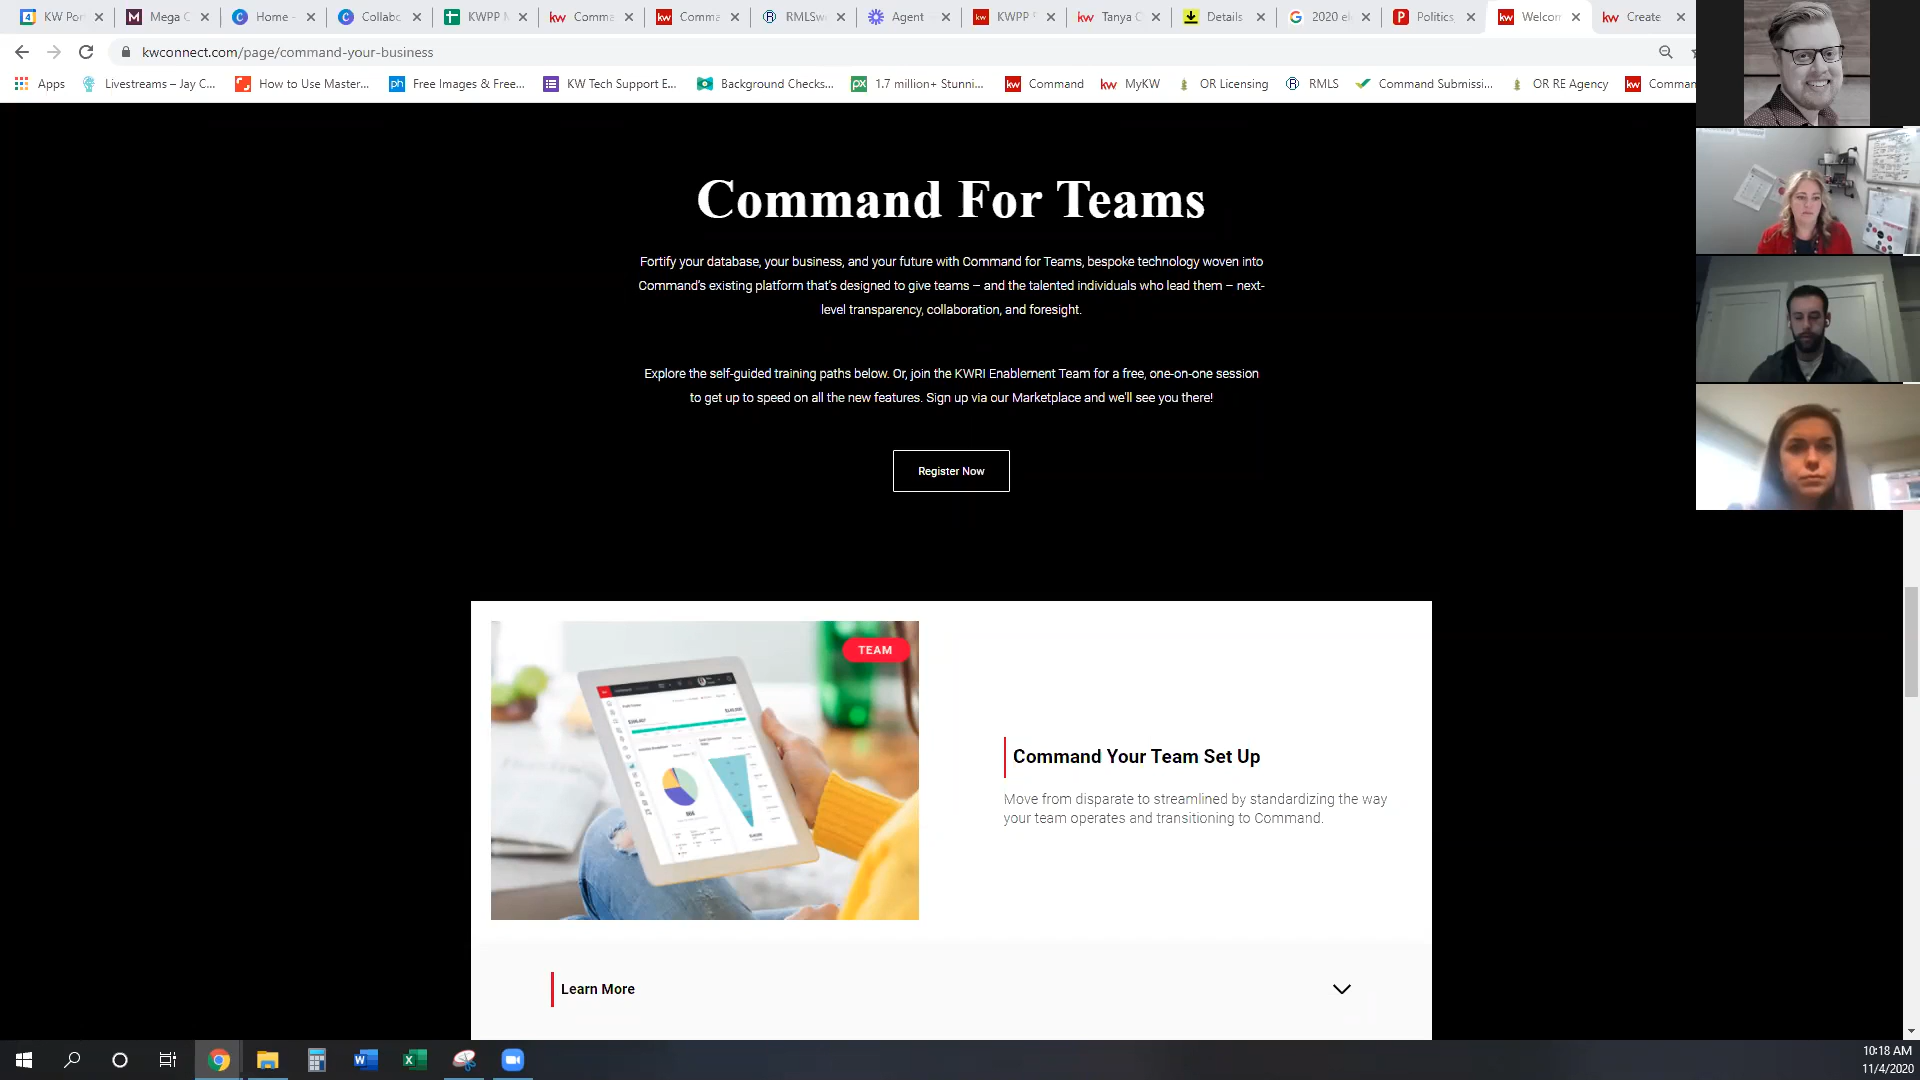 KW Por
Mega C
Home -
Collabc
KWPP M
Comma
Comma
RMLSwe
Agent
KWPP
Tanya C
Details
2020 el
Politics
Welcom
Create
kwconnect.com/page/command-your-business
Apps
Livestreams – Jay C...
How to Use Master...
Free Images & Free...
KW Tech Support E...
Background Checks...
1.7 million+ Stunni...
Command
MyKW
OR Licensing
RMLS
Command Submissi...
OR RE Agency
Comman
Command For Teams
Fortify your database, your business, and your future with Command for Teams, bespoke technology woven into
Command's existing platform that's designed to give teams – and the talented individuals who lead them – next-
level transparency, collaboration, and foresight.
Explore the self-guided training paths below. Or, join the KWRI Enablement Team for a free, one-on-one session
to get up to speed on all the new features. Sign up via our Marketplace and we'll see you there!
Register Now
TEAM
Command Your Team Set Up
Move from disparate to streamlined by standardizing the way
your team operates and transitioning to Command.
Learn More
10:18 AM
11/4/2020